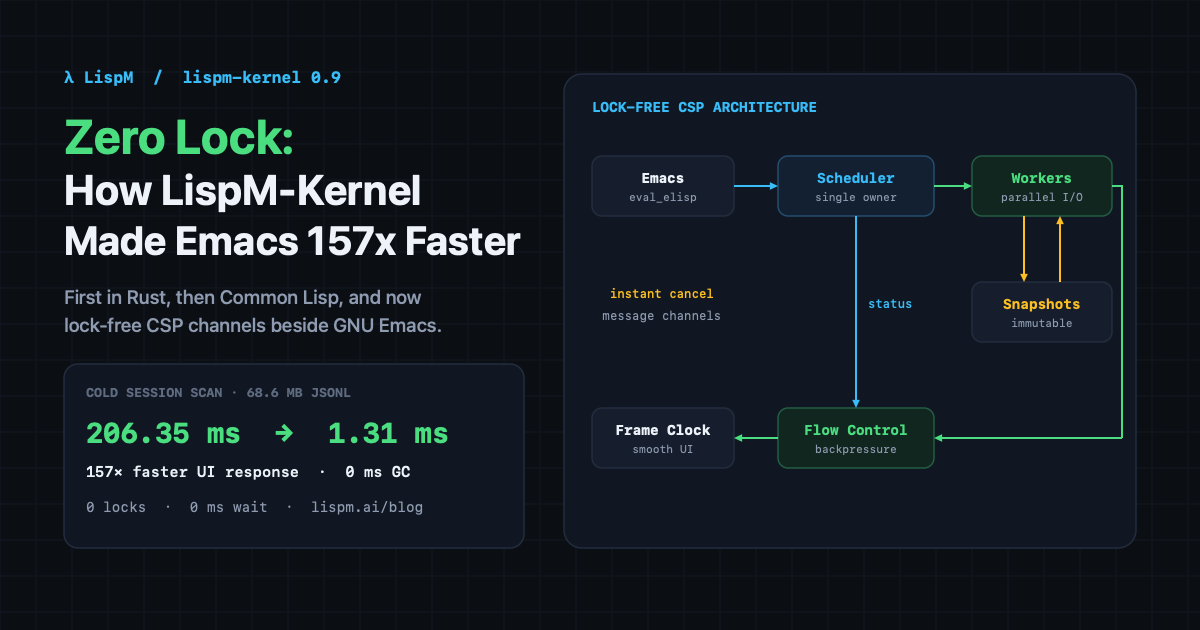 λ LispM / lispm-kernel 0.9
Zero Lock:
How LispM-Kernel
Made Emacs 157x Faster
First in Rust, then Common Lisp, and now
lock-free CSP channels beside GNU Emacs.
COLD SESSION SCAN · 68.6 MB JSONL
206.35 ms → 1.31 ms
157× faster UI response · 0 ms GC
0 locks · 0 ms wait · lispm.ai/blog
LOCK-FREE CSP ARCHITECTURE
Emacs
eval_elisp
Scheduler
single owner
Workers
parallel I/O
instant cancel
message channels
status
Snapshots
immutable
Frame Clock
smooth UI
Flow Control
backpressure